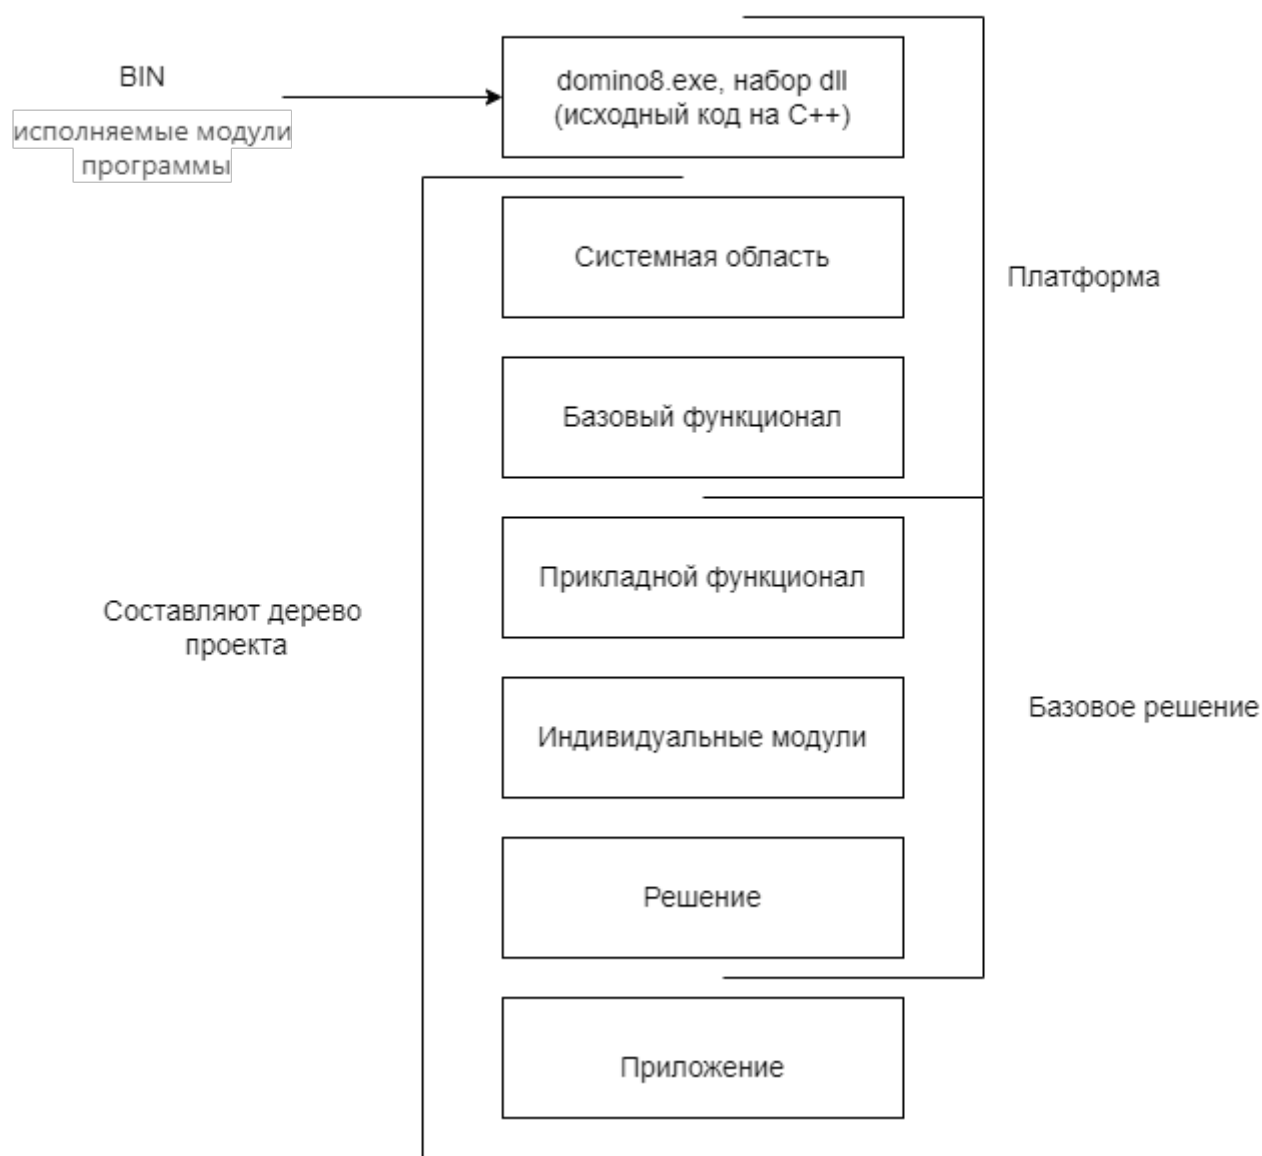 BIN
исполняемые модули
программы
domino8.exe, набор dll
(исходный код на C++)
Системная область
Платформа
Базовый функционал
Прикладной функционал
Составляют дерево
проекта
Индивидуальные модули
Базовое решение
Решение
Приложение